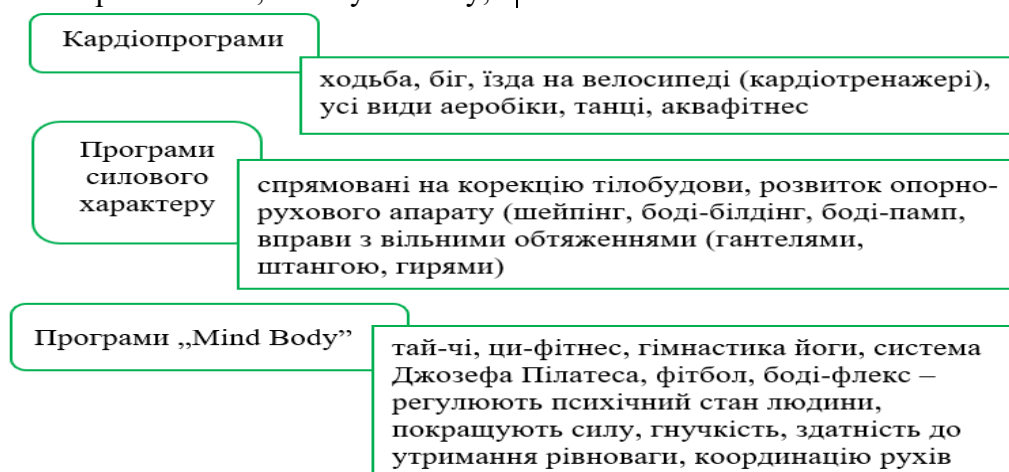 Кардіопрограми
ходьба, біг, їзда на велосипеді (кардіотренажері),
усі види аеробіки, танці, аквафітнес
Програми
силового
характеру
спрямовані на корекцію тілобудови, розвиток опорно-
рухового апарату (шейпінг, боді-білдінг, боді-памп,
вправи з вільними обтяженнями (гантелями,
штангою, гирями)
Програми „Mind Body”
тай-чі, ци-фітнес, гімнастика йоги, система
Джозефа Пілатеса, фітбол, боді-флекс –
регулюють психічний стан людини,
покращують силу, гнучкість, здатність до
утримання рівноваги, координацію рухів